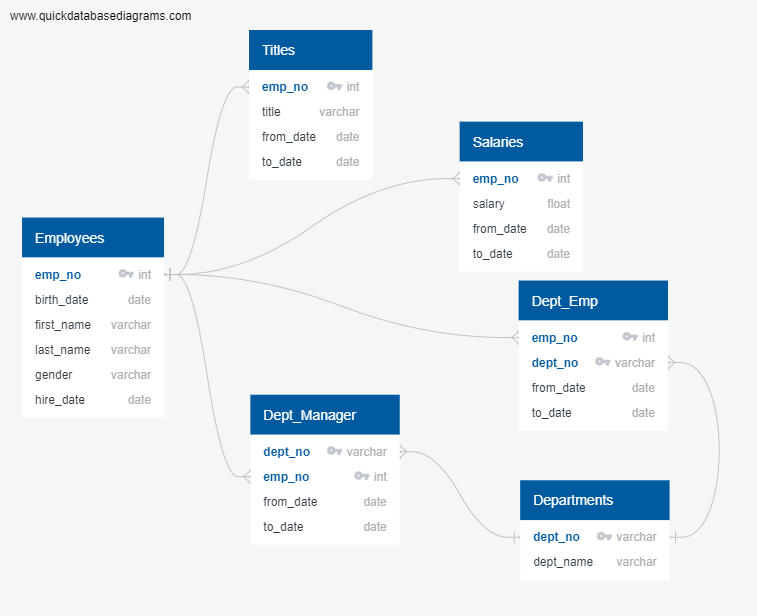 www.quickdatabasediagrams.com
Titles
emp_no int
title varchar
from_date date
to_date date
Salaries
emp_no int
salary float
from_date date
to_date date
Employees
emp_no int
birth_date date
first_name varchar
last_name varchar
gender varchar
hire_date date
Dept_Emp
emp_no int
dept_no varchar
from_date date
to_date date
Dept_Manager
dept_no varchar
emp_no int
from_date date
to_date date
Departments
dept_no varchar
dept_name varchar